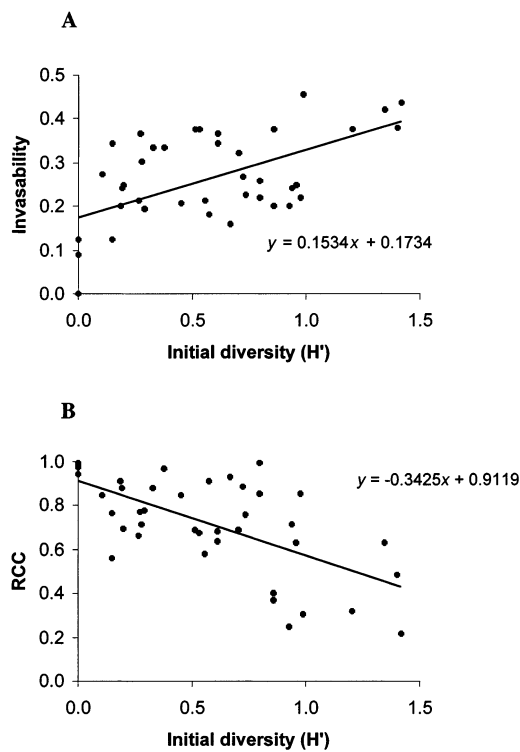 A
0.5
0.4
0.3
0.2
0.1
0.0
Invasability
y = 0.1534x + 0.1734
0.0 0.5 1.0 1.5
Initial diversity (H')
B
1.0
0.8
0.6
0.4
0.2
0.0
RCC
y = -0.3425x + 0.9119
0.0 0.5 1.0 1.5
Initial diversity (H')